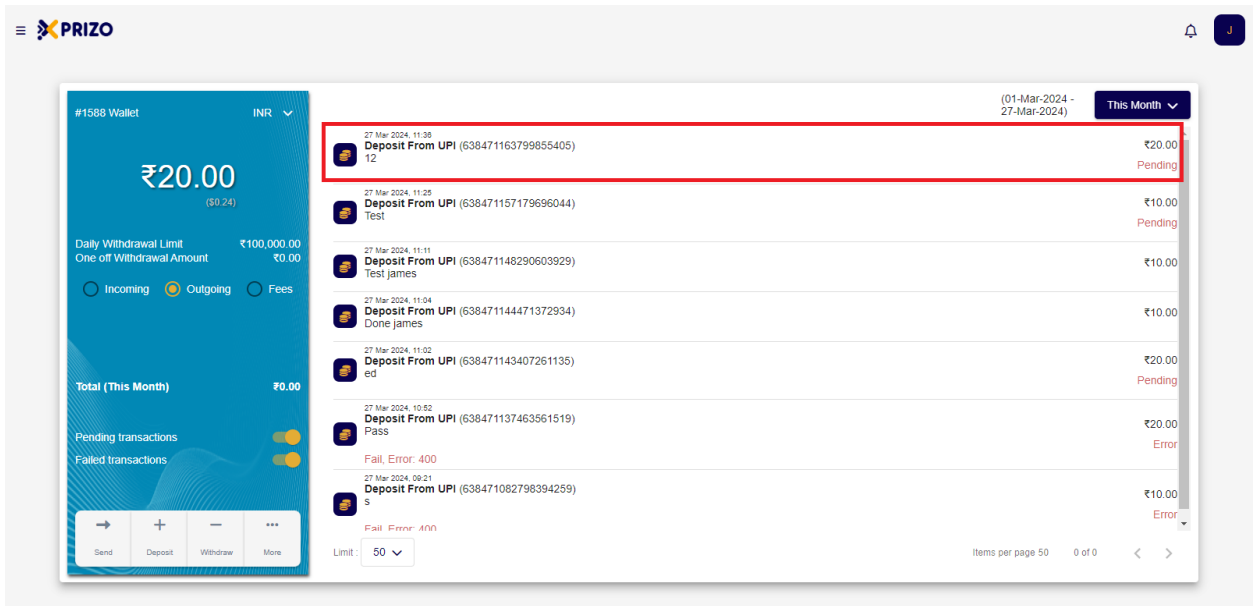 PRIZO
J
#1588 Wallet INR
₹20.00
($0.24)
Daily Withdrawal Limit ₹100,000.00
One off Withdrawal Amount ₹0.00
Incoming Outgoing Fees
Total (This Month) ₹0.00
Pending transactions
Failed transactions
Send Deposit Withdraw More
(01-Mar-2024 -
27-Mar-2024)
This Month
27 Mar 2024, 11:36
Deposit From UPI (638471163799855405) ₹20.00
12
Pending
27 Mar 2024, 11:25
Deposit From UPI (638471157179696044) ₹10.00
Test
Pending
27 Mar 2024, 11:11
Deposit From UPI (638471148290603929) ₹10.00
Test james
27 Mar 2024, 11:04
Deposit From UPI (638471144471372934) ₹10.00
Done james
27 Mar 2024, 11:02
Deposit From UPI (638471143407261135) ₹20.00
ed
Pending
27 Mar 2024, 10:52
Deposit From UPI (638471137463561519) ₹20.00
Pass
Error
Fail, Error: 400
27 Mar 2024, 09:21
Deposit From UPI (638471082798394259) ₹10.00
s
Error
Fail, Error: 400
Limit : 50 Items per page 50 0 of 0